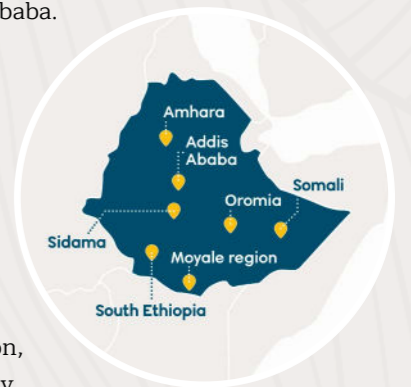 baba.
Amhara
Addis
Ababa
Somali
Oromia
Sidama
Moyale region
South Ethiopia
on,
y